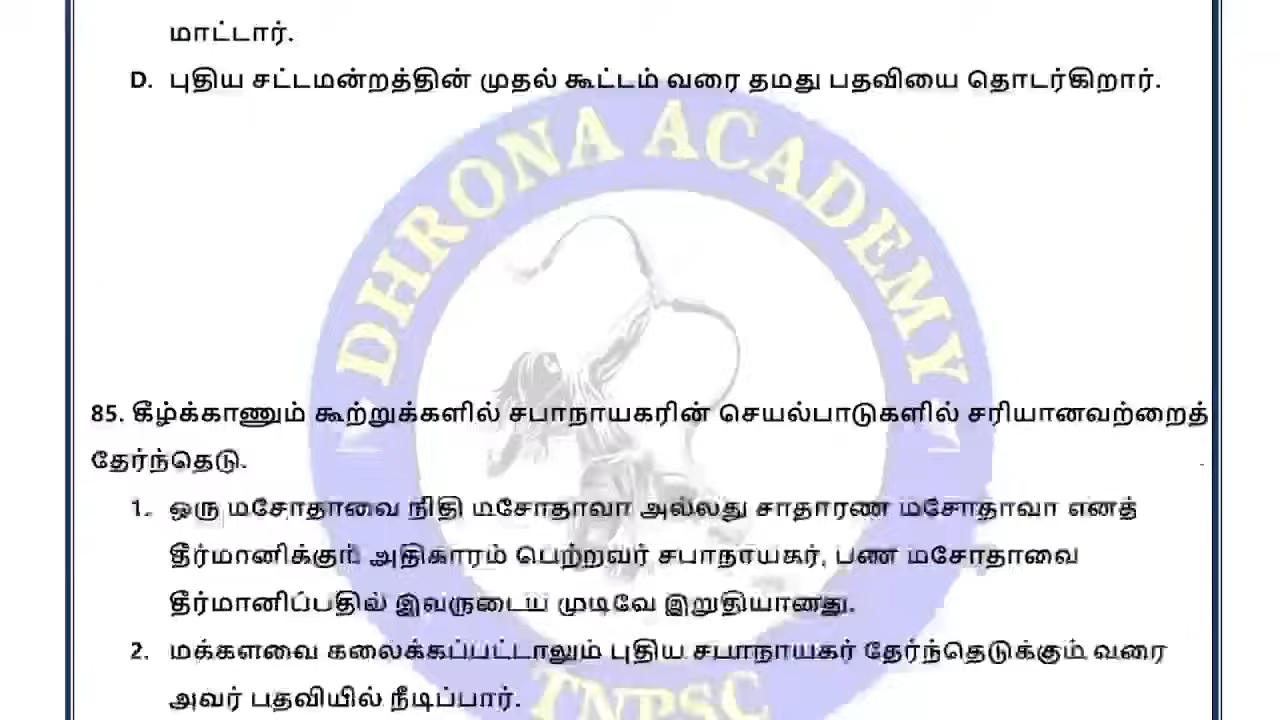 மாட்டார்.
D. புதிய சட்டமன்றத்தின் முதல் கூட்டம் வரை தமது பதவியை தொடர்கிறார்.
DHRONA ACADEMY
85. கீழ்க்காணும் கூற்றுக்களில் சபாநாயகரின் செயல்பாடுகளில் சரியானவற்றைத்
தேர்ந்தெடு.
1. ஒரு மசோதாவை நிதி மசோதாவா அல்லது சாதாரண மசோதாவா எனத்
தீர்மானிக்கும் அதிகாரம் பெற்றவர் சபாநாயகர், பண மசோதாவை
தீர்மானிப்பதில் இவருடைய முடிவே இறுதியானது.
2. மக்களவை கலைக்கப்பட்டாலும் புதிய சபாநாயகர் தேர்ந்தெடுக்கும் வரை
அவர் பதவியில் நீடிப்பார்.
TNPSC